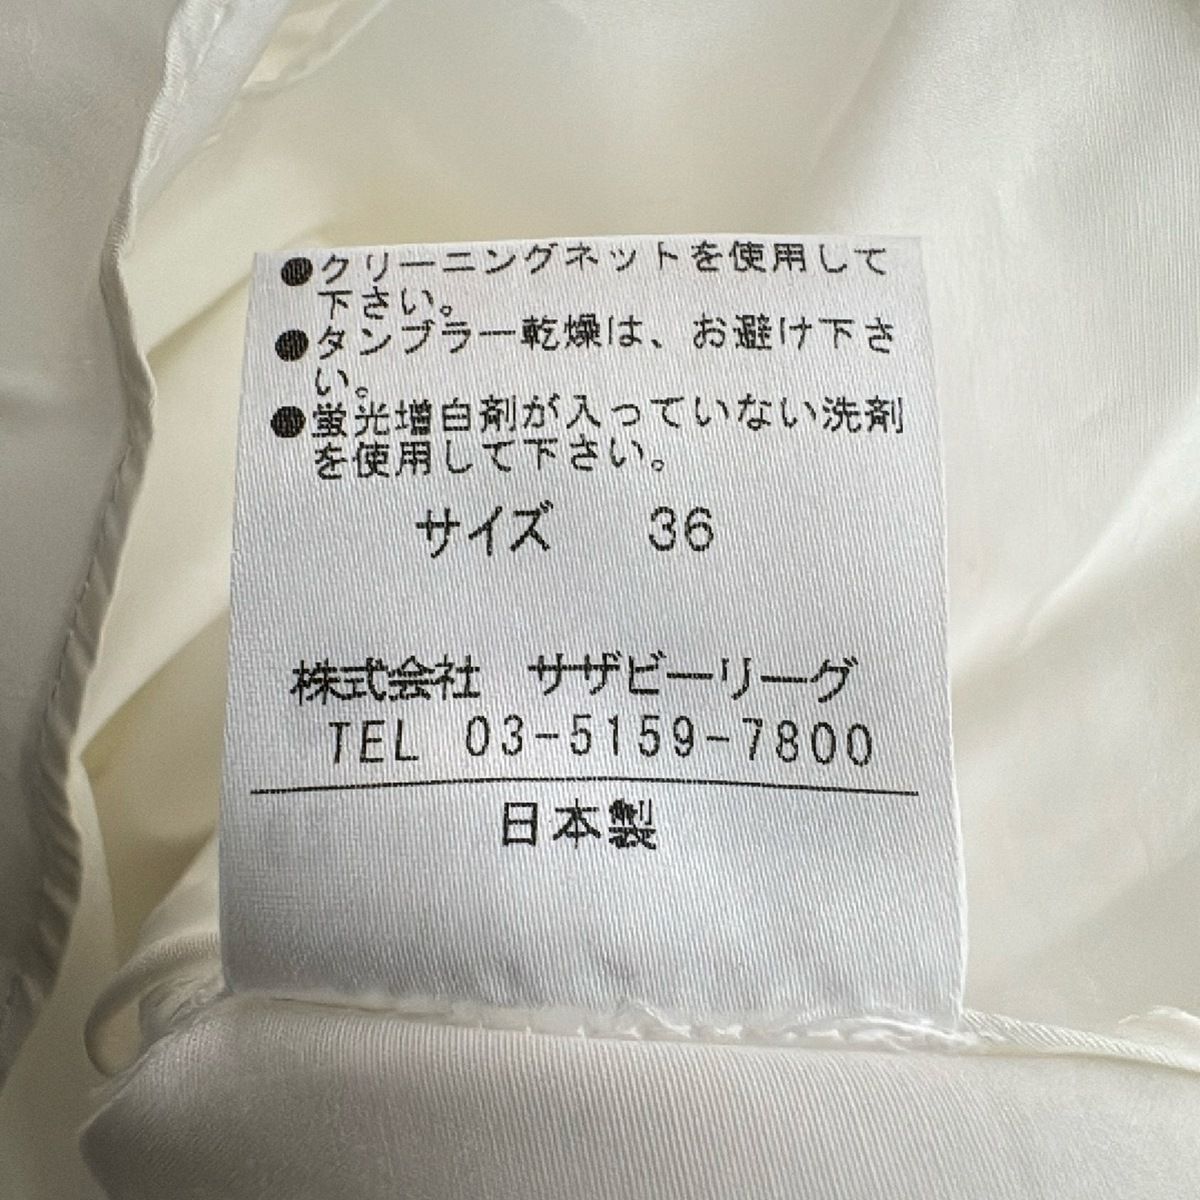 ●クリーニングネットを使用して
下さい。
●タンブラー乾燥は、お避け下さ
い。
●蛍光増白剤が入っていない洗剤
を使用して下さい。
サイズ 36
株式会社 サザビーリーグ
TEL 03-5159-7800
日本製